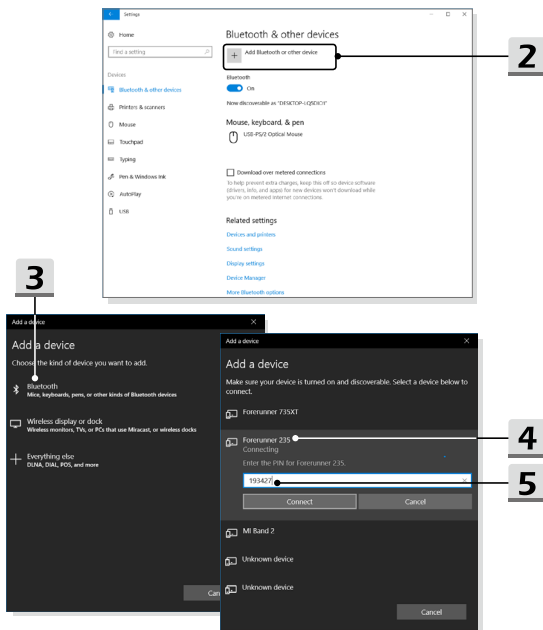 Settings
Home
Find a setting
Devices
Bluetooth & other devices
Printers & scanners
Mouse
Touchpad
Typing
Pen & Windows Ink
AutoPlay
USB
Bluetooth & other devices
Add Bluetooth or other device
Bluetooth
On
Now discoverable as
Mouse, keyboard, & pen
USB-PS/2 Optical Mouse
Download over metered connections
To help prevent extra charges, keep this off so device software
(drivers, info, and apps) for new devices won't download while
you're on metered Internet connections.
Related settings
Devices and printers
Sound settings
Display settings
Device Manager
More Bluetooth options
2
3
Add a device
Add a device
Choose the kind of device you want to add.
Bluetooth
Mice, keyboards, pens, or other kinds of Bluetooth devices
Wireless display or dock
Wireless monitors, TVs, or PCs that use Miracast, or wireless docks
Everything else
DLNA, DIAL, POS, and more
Add a device
Add a device
Make sure your device is turned on and discoverable. Select a device below to
connect.
Forerunner 735XT
Forerunner 235
Connecting
Enter the PIN for Forerunner 235.
193427
Connect
Cancel
MI Band 2
Unknown device
Unknown device
Cancel
4
5